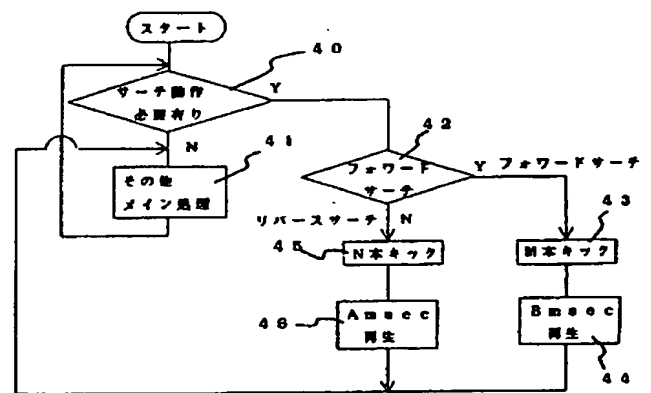 スタート
40
サーチ動作
必要有り
Y
N
42
41
フォワード
サーチ
Y フォワードサーチ
その他
メイン処理
リバースサーチ N
43
45
N本キック
M本キック
46
Amsec
再生
Bmsec
再生
44